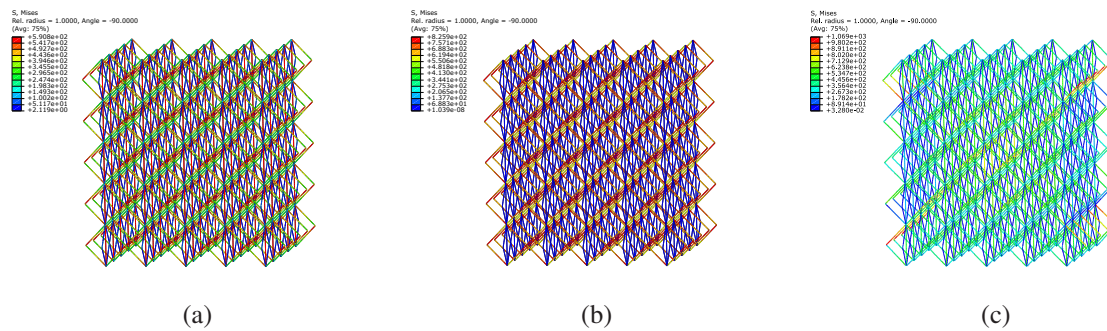 S, Mises
Rel. radius = 1.0000, Angle = -90.0000
(Avg: 75%)
+5.908e+02
+5.417e+02
+4.927e+02
+4.436e+02
+3.946e+02
+3.455e+02
+2.965e+02
+2.474e+02
+1.983e+02
+1.493e+02
+1.002e+02
+5.117e+01
+2.119e+00
(a)
S, Mises
Rel. radius = 1.0000, Angle = -90.0000
(Avg: 75%)
+8.259e+02
+7.571e+02
+6.883e+02
+6.194e+02
+5.506e+02
+4.818e+02
+4.130e+02
+3.441e+02
+2.753e+02
+2.065e+02
+1.377e+02
+6.883e+01
+1.039e-08
(b)
S, Mises
Rel. radius = 1.0000, Angle = -90.0000
(Avg: 75%)
+1.069e+03
+9.802e+02
+8.911e+02
+8.020e+02
+7.129e+02
+6.238e+02
+5.347e+02
+4.456e+02
+3.564e+02
+2.673e+02
+1.782e+02
+8.914e+01
+3.280e-02
(c)